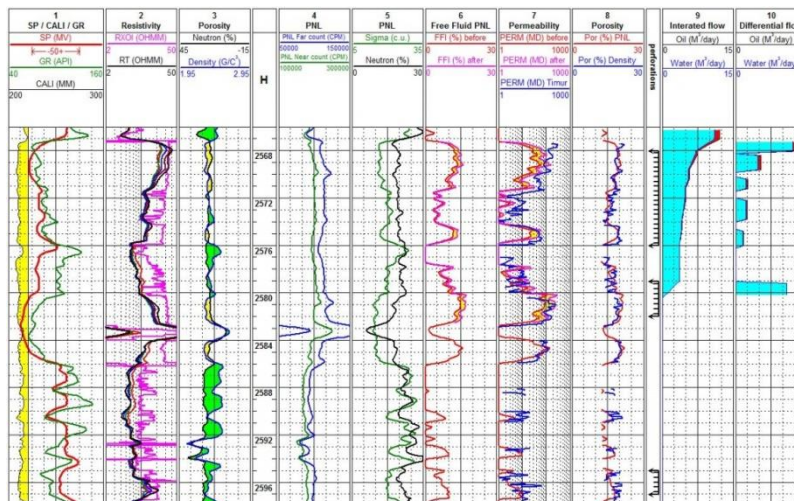 1
SP / CALI / GR
SP (MV)
-50+
GR (API)
40 160
CALI (MM)
200 300
2
Resistivity
RXOI (OHMM)
2 50
RT (OHMM)
2 50
3
Porosity
Neutron (%)
45 -15
Density (G/C³)
1.95 2.95
H
4
PNL
PNL Far count (CPM)
50000 150000
PNL Near count (CPM)
100000 300000
5
PNL
Sigma (c.u.)
5 35
Neutron (%)
0 30
6
Free Fluid PNL
FFI (%) before
0 30
FFI (%) after
0 30
7
Permeability
PERM (MD) before
1 1000
PERM (MD) after
1 1000
PERM (MD) Timur
1 1000
8
Porosity
Por (%) PNL
0 30
Por (%) Density
0 30
perforations
9
Interated flow
Oil (M³/day)
0 15
Water (M³/day)
0 15
10
Differential flow
Oil (M³/day)
0
Water (M³/day)
0
2568
2572
2576
2580
2584
2588
2592
2596